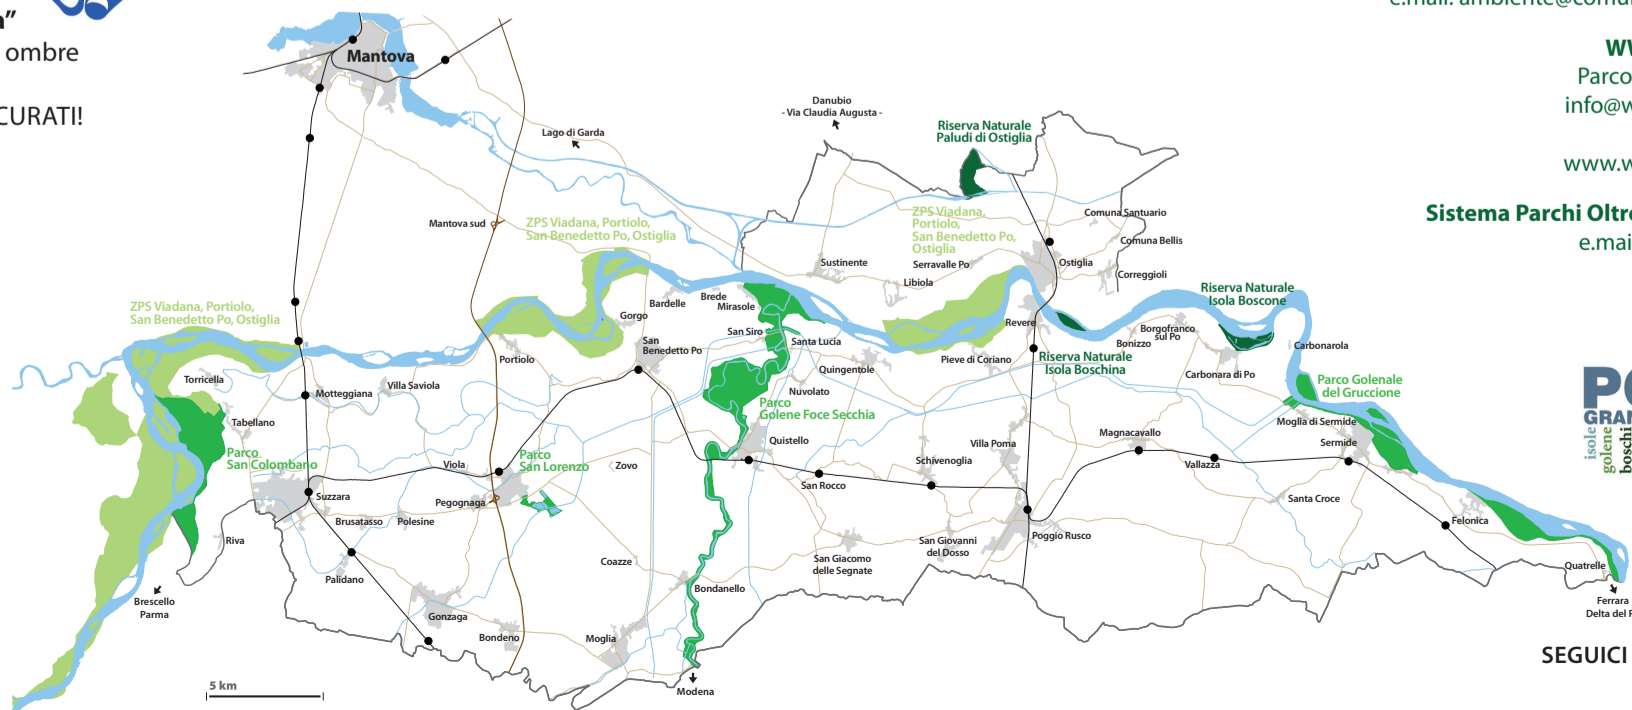 a"
ombre
CURATI!
e.mail: ambiente@comu
WW
Parco
info@w
www.w
Sistema Parchi Oltre
e.mai
Mantova
Danubio
- Via Claudia Augusta -
Lago di Garda
Riserva Naturale
Paludi di Ostiglia
Mantova sud
ZPS Viadana, Portiolo,
San Benedetto Po, Ostiglia
ZPS Viadana,
Portiolo,
San Benedetto Po,
Ostiglia
Comuna Santuario
Comuna Bellis
Sustinente
Serravalle Po
Ostiglia
Correggioli
Libiola
Riserva Naturale
Isola Boscone
ZPS Viadana, Portiolo,
San Benedetto Po, Ostiglia
Bardelle
Brede
Mirasole
Gorgo
San Siro
Santa Lucia
Revere
Borgofranco
sul Po
Bonizzo
Carbonarola
San
Benedetto Po
Portiolo
Quingentole
Pieve di Coriano
Riserva Naturale
Isola Boschina
Carbonara di Po
Torricella
Villa Saviola
Motteggiana
Nuvolato
Parco Golenale
del Gruccione
Parco
Golene Foce Secchia
Tabellano
Moglia di Sermide
Sermide
Magnacavallo
Quistello
Villa Poma
Parco
San Colombano
Parco
San Lorenzo
Viola
Zovo
Schivenoglia
Vallazza
San Rocco
Suzzara
Pegognaga
Santa Croce
Brusatasso
Polesine
Felonica
Riva
San Giovanni
del Dosso
Poggio Rusco
Coazze
San Giacomo
delle Segnate
Quatrelle
Palidano
Bondanello
Brescello
Parma
Ferrara
Delta del P
Gonzaga
Bondeno
Moglia
Modena
5 km
PO
GRAN
isole
golene
boschi
SEGUICI